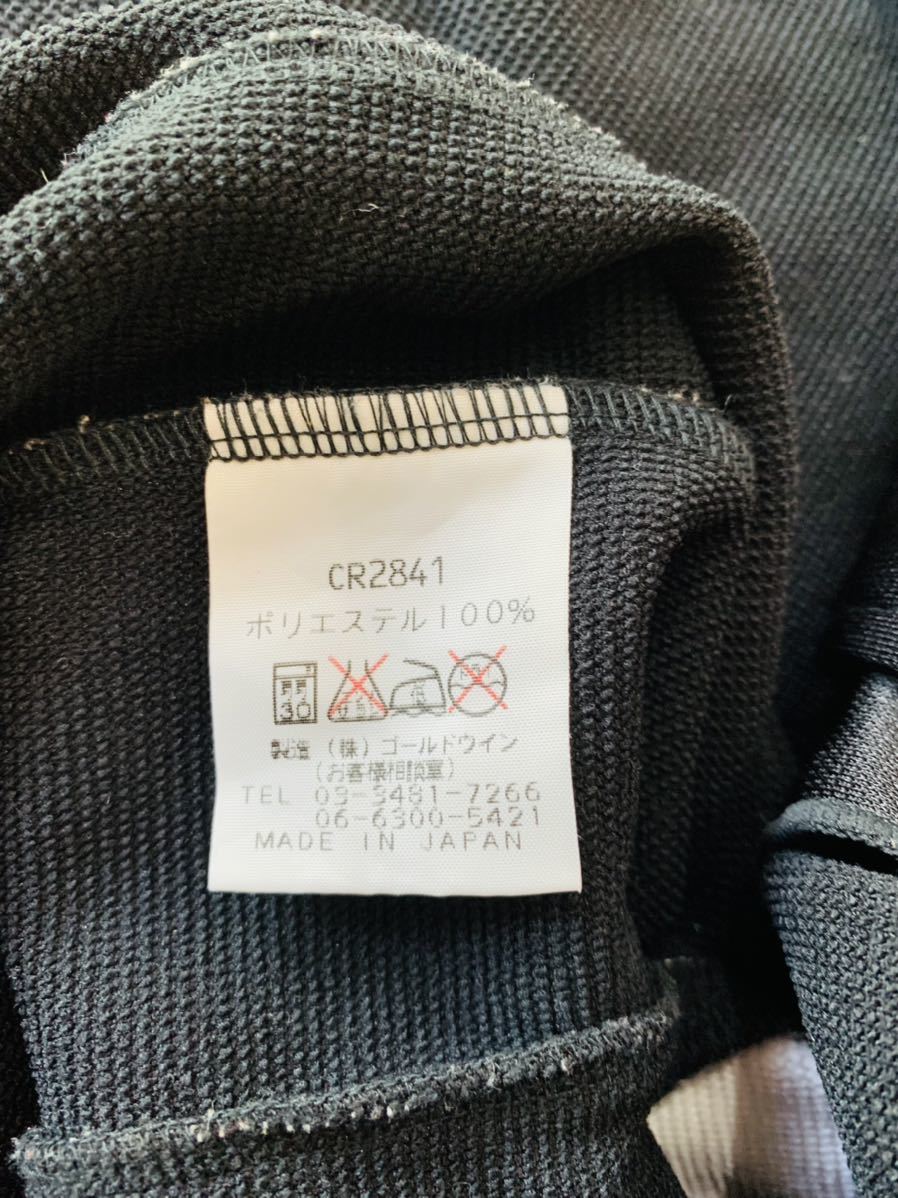 CR2841
ポリエステル100%
弱
30
製造 (株)ゴールドウイン
(お客様相談室)
TEL 03-3481-7266
06-6300-5421
MADE IN JAPAN